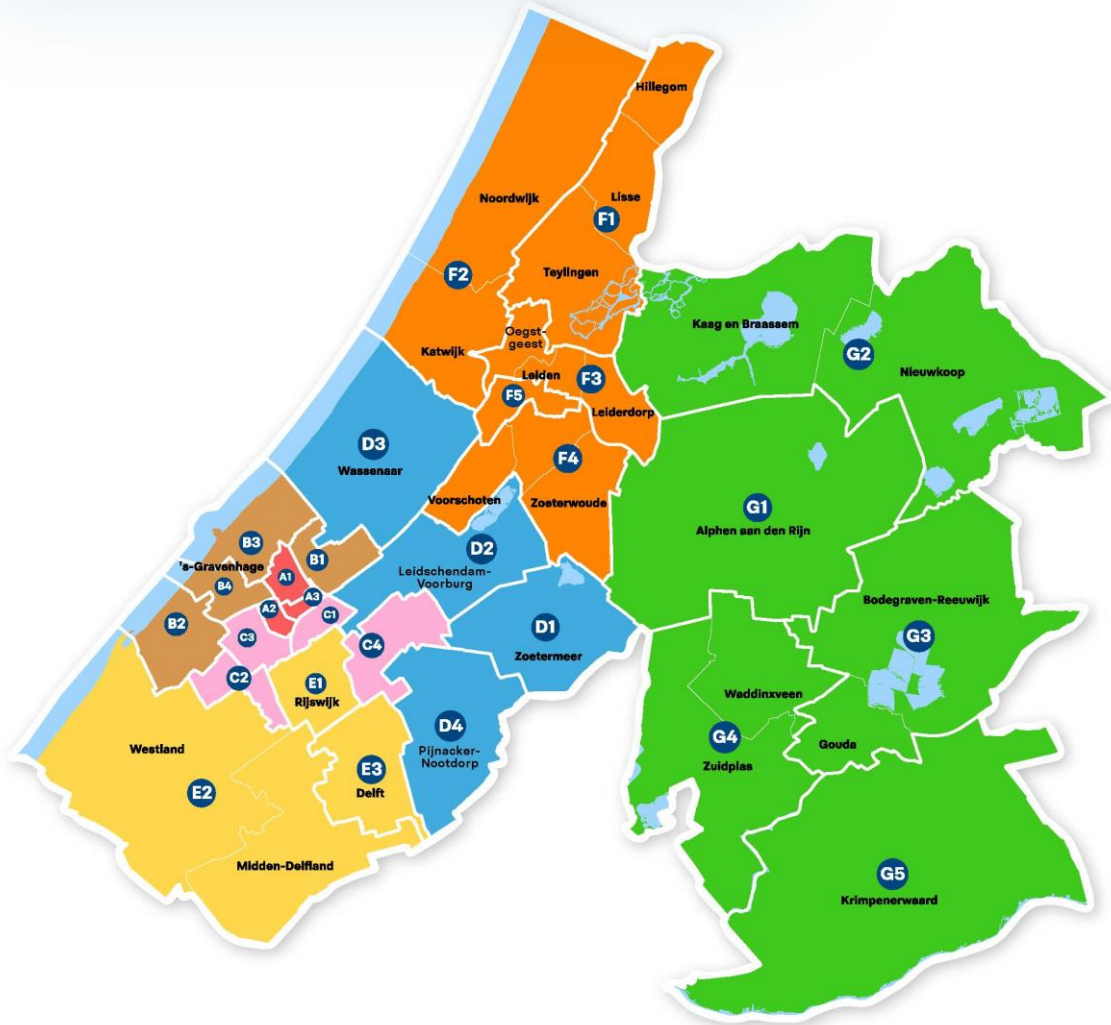 Hillegom
Noordwijk
Lisse
F1
F2
Teylingen
Kaag en Braassem
Oegst-
geest
Katwijk
G2
Nieuwkoop
Leiden
F3
F5
Leiderdorp
D3
Wassenaar
F4
Voorschoten
Zoeterwoude
G1
Alphen aan den Rijn
B3
's-Gravenhage
B1
D2
Leidschendam-
Voorburg
A1
B4
A3
A2
C1
B2
C3
C4
D1
Zoetermeer
Bodegraven-Reeuwijk
G3
C2
E1
Rijswijk
Waddinxveen
D4
Pijnacker-
Nootdorp
G4
Zuidplas
Gouda
Westland
E2
E3
Delft
Midden-Delfland
G5
Krimpenerwaard